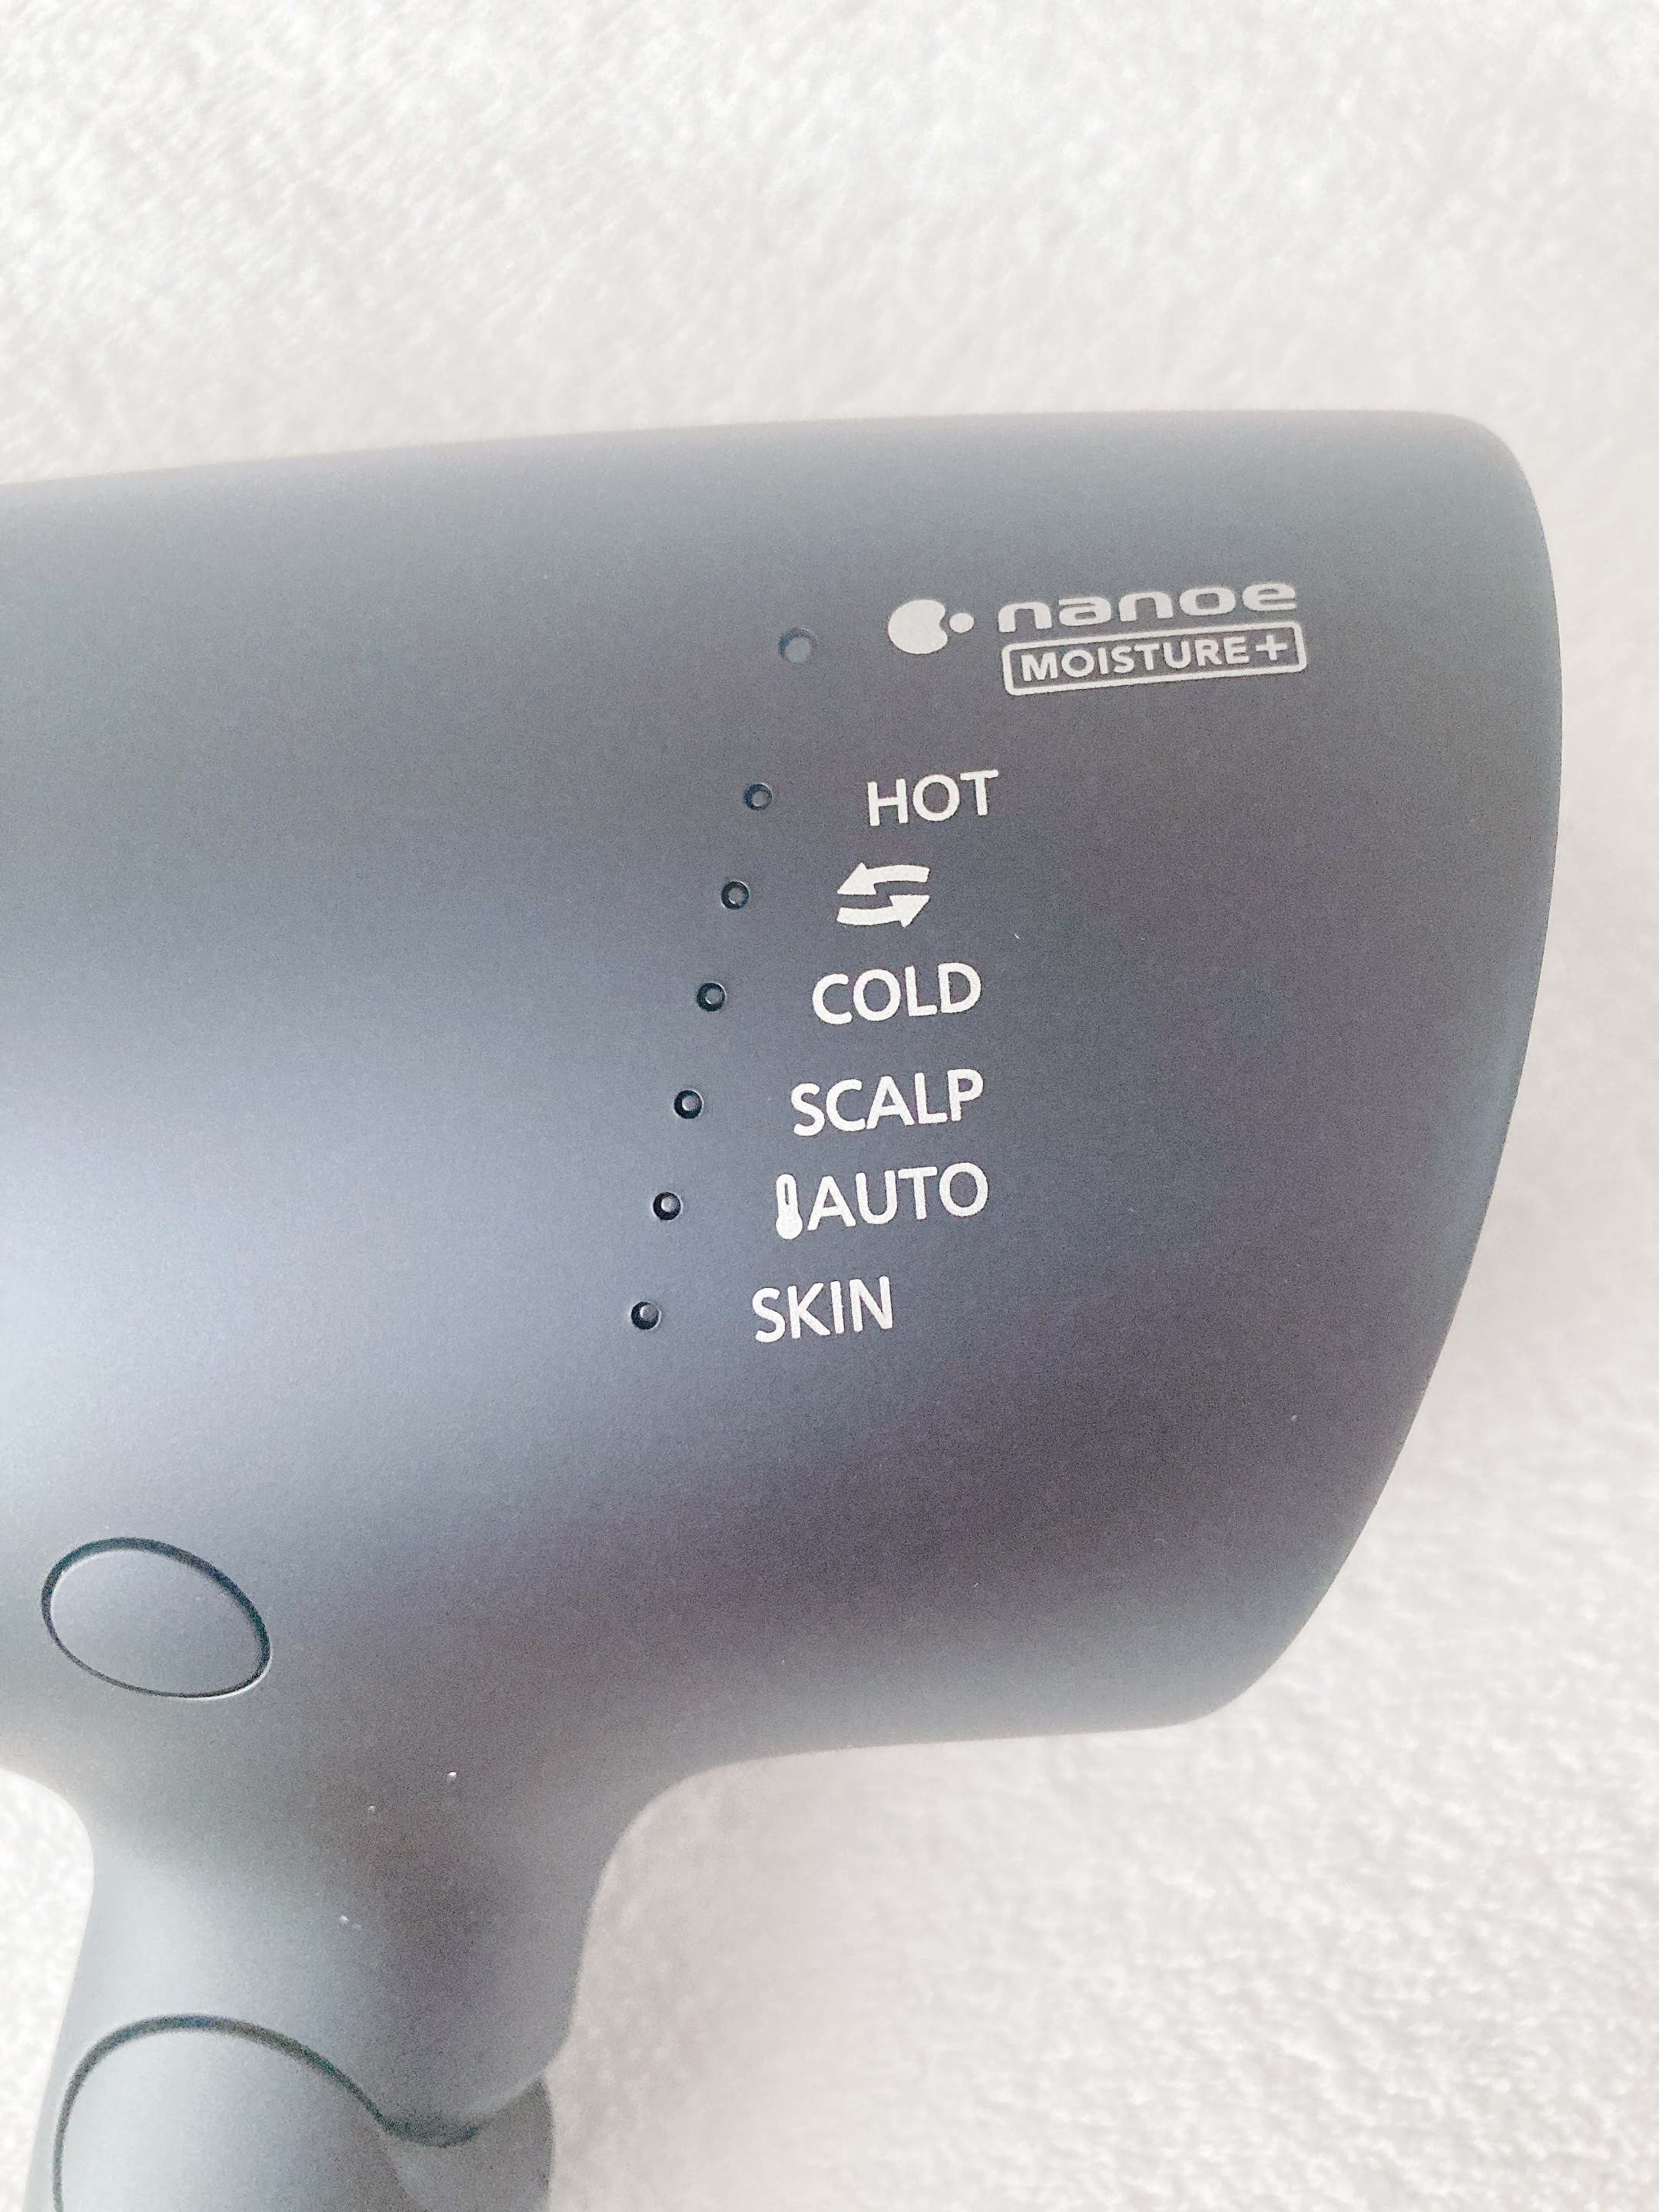 nanoe
MOISTURE+
HOT
COLD
SCALP
AUTO
SKIN